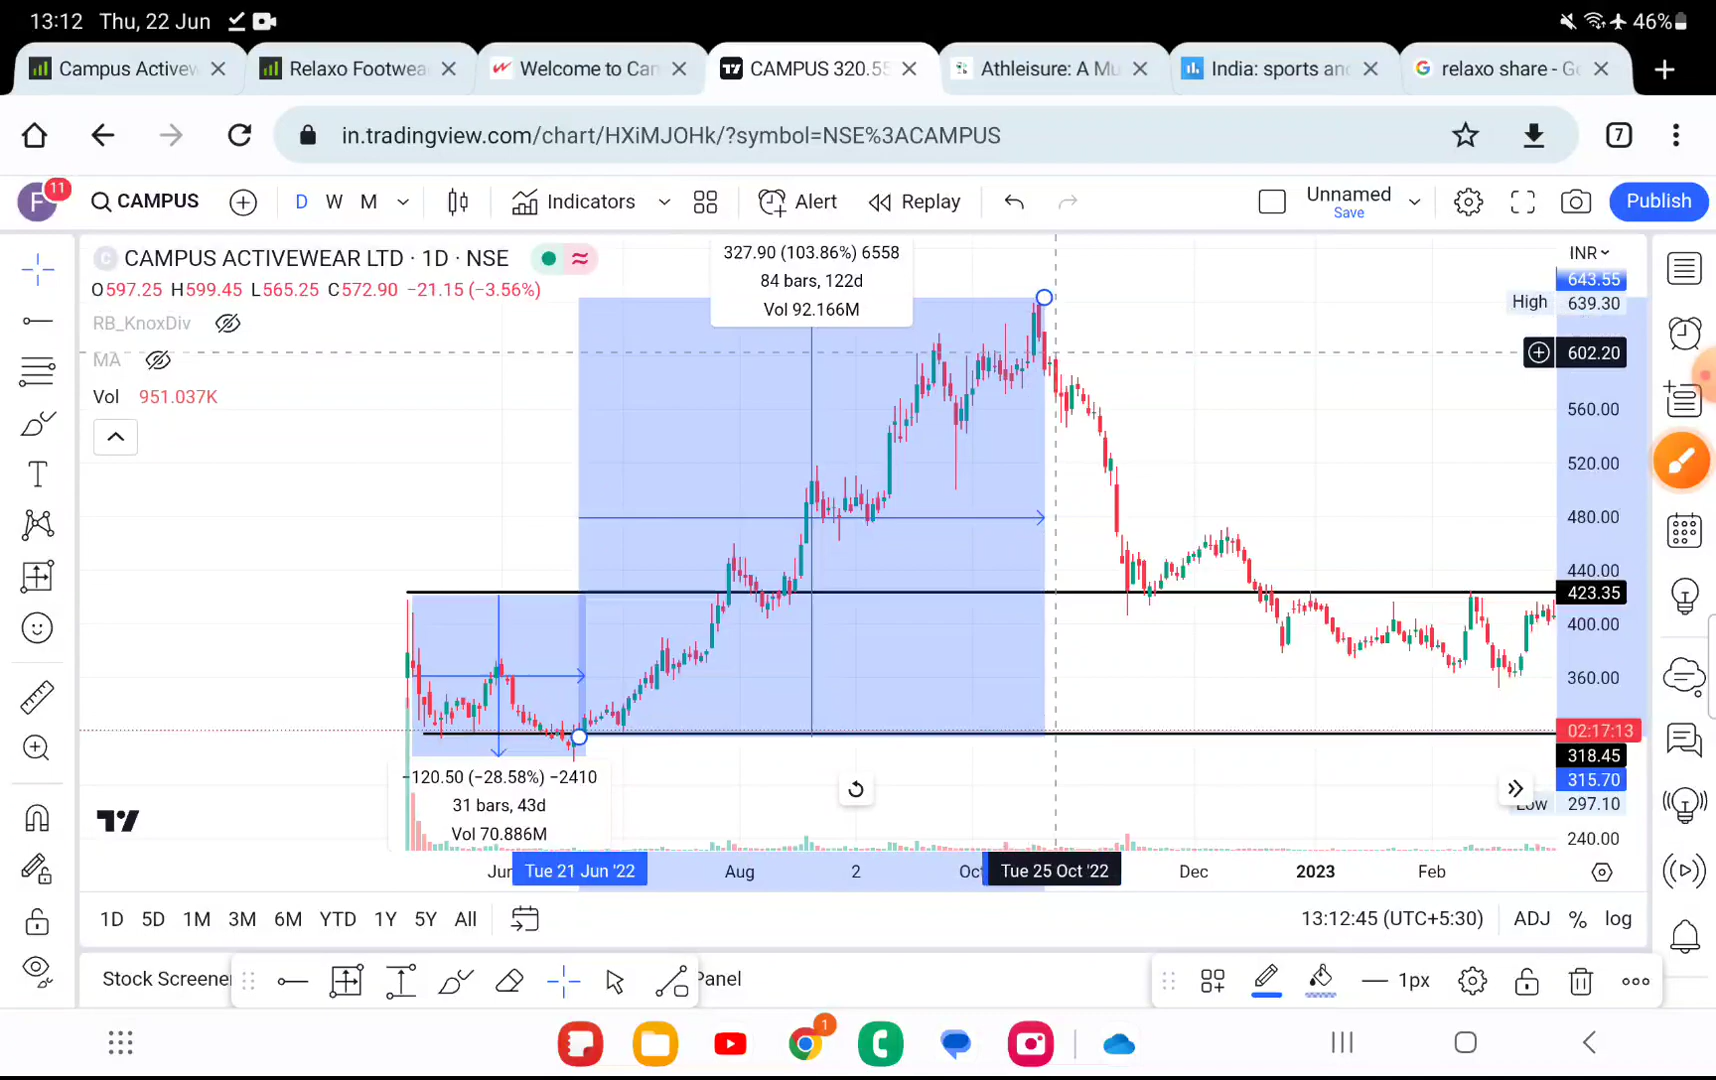 13:12 Thu, 22 Jun 46%
Campus Activew Relaxo Footwea Welcome to Can CAMPUS 320.55 Athleisure: A Mu India: sports and relaxo share - Go
in.tradingview.com/chart/HXiMJOHk/?symbol=NSE%3ACAMPUS 7
F 11 CAMPUS D W M Indicators Alert Replay Unnamed Publish
Save
CAMPUS ACTIVEWEAR LTD · 1D · NSE
C
327.90 (103.86%) 6558
84 bars, 122d
Vol 92.166M
INR
O597.25 H599.45 L565.25 C572.90 −21.15 (−3.56%)
RB_KnoxDiv
MA
Vol 951.037K
643.55
High 639.30
602.20
560.00
520.00
480.00
440.00
423.35
400.00
360.00
02:17:13
318.45
315.70
Low 297.10
240.00
−120.50 (−28.58%) −2410
31 bars, 43d
Vol 70.886M
Tue 21 Jun '22 Aug 2 Tue 25 Oct '22 Dec 2023 Feb
1D 5D 1M 3M 6M YTD 1Y 5Y All 13:12:45 (UTC+5:30) ADJ % log
Stock Screener Panel 1px
1